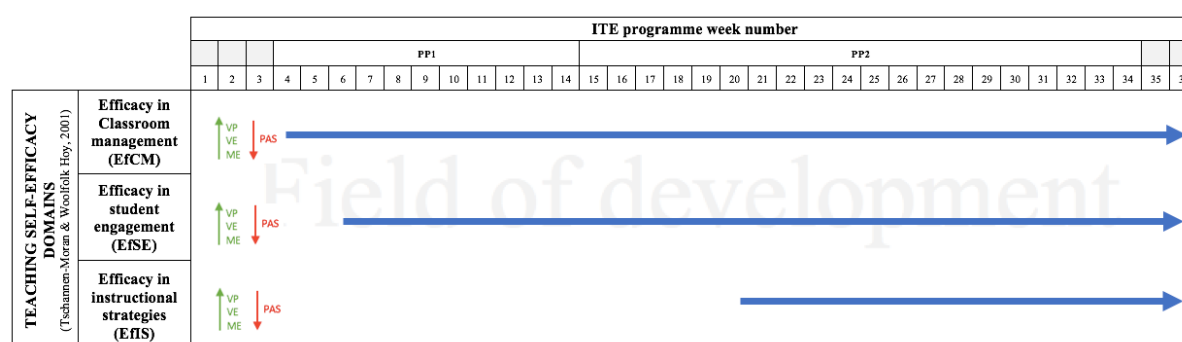 ITE programme week number
PP1 PP2
1 2 3 4 5 6 7 8 9 10 11 12 13 14 15 16 17 18 19 20 21 22 23 24 25 26 27 28 29 30 31 32 33 34 35 3
TEACHING SELF-EFFICACY
DOMAINS
(Tschannen-Moran & Woolfolk Hoy, 2001)
Efficacy in
Classroom
management
(EfCM)
VP
VE
ME
PAS
Efficacy in
student
engagement
(EfSE)
VP
VE
ME
PAS
Efficacy in
instructional
strategies
(EfIS)
VP
VE
ME
PAS
Field of development